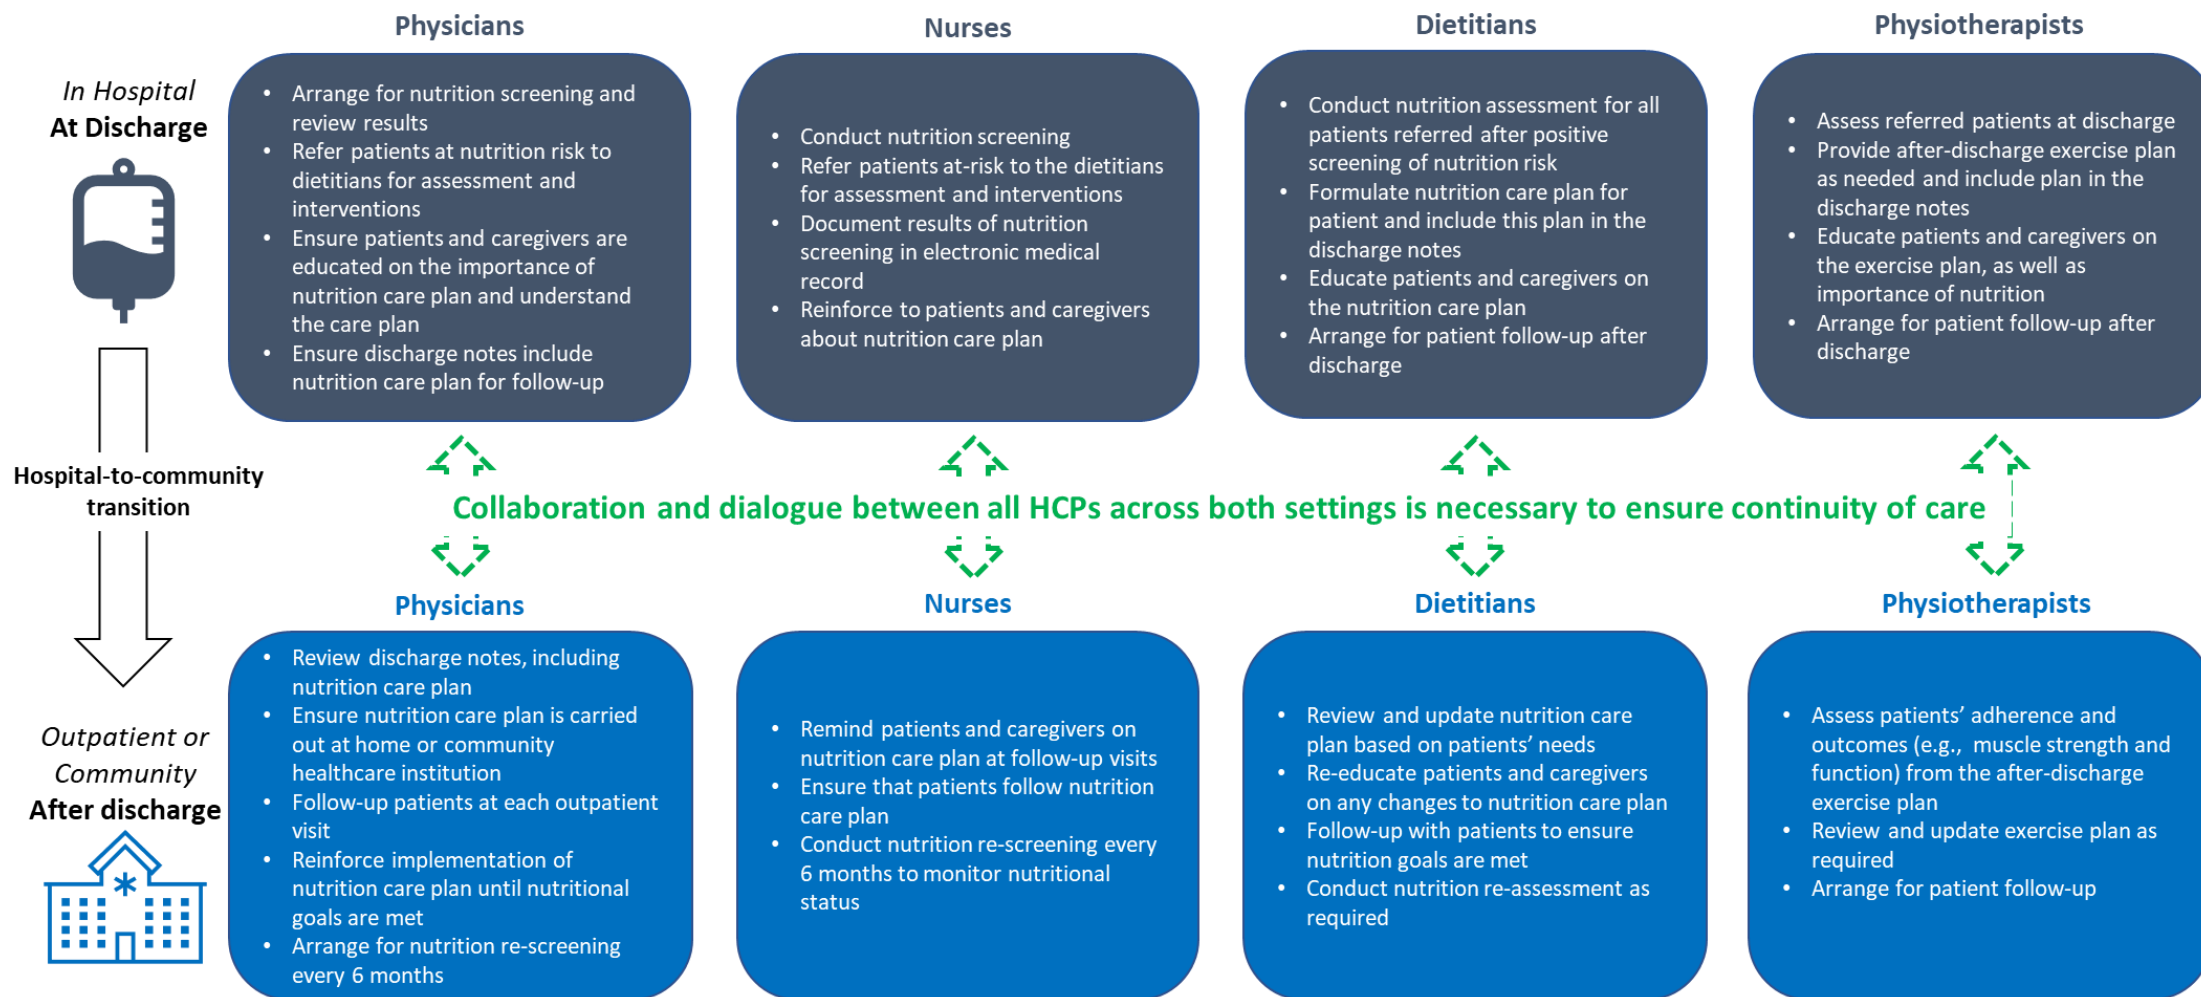 Physicians
Nurses
Dietitians
Physiotherapists
In Hospital
At Discharge
• Arrange for nutrition screening and
review results
• Refer patients at nutrition risk to
dietitians for assessment and
interventions
• Ensure patients and caregivers are
educated on the importance of
nutrition care plan and understand
the care plan
• Ensure discharge notes include
nutrition care plan for follow-up
• Conduct nutrition screening
• Refer patients at-risk to the dietitians
for assessment and interventions
• Document results of nutrition
screening in electronic medical
record
• Reinforce to patients and caregivers
about nutrition care plan
• Conduct nutrition assessment for all
patients referred after positive
screening of nutrition risk
• Formulate nutrition care plan for
patient and include this plan in the
discharge notes
• Educate patients and caregivers on
the nutrition care plan
• Arrange for patient follow-up after
discharge
• Assess referred patients at discharge
• Provide after-discharge exercise plan
as needed and include plan in the
discharge notes
• Educate patients and caregivers on
the exercise plan, as well as
importance of nutrition
• Arrange for patient follow-up after
discharge
Hospital-to-community
transition
Collaboration and dialogue between all HCPs across both settings is necessary to ensure continuity of care
Physicians
Nurses
Dietitians
Physiotherapists
Outpatient or
Community
After discharge
• Review discharge notes, including
nutrition care plan
• Ensure nutrition care plan is carried
out at home or community
healthcare institution
• Follow-up patients at each outpatient
visit
• Reinforce implementation of
nutrition care plan until nutritional
goals are met
• Arrange for nutrition re-screening
every 6 months
• Remind patients and caregivers on
nutrition care plan at follow-up visits
• Ensure that patients follow nutrition
care plan
• Conduct nutrition re-screening every
6 months to monitor nutritional
status
• Review and update nutrition care
plan based on patients’ needs
• Re-educate patients and caregivers
on any changes to nutrition care plan
• Follow-up with patients to ensure
nutrition goals are met
• Conduct nutrition re-assessment as
required
• Assess patients’ adherence and
outcomes (e.g., muscle strength and
function) from the after-discharge
exercise plan
• Review and update exercise plan as
required
• Arrange for patient follow-up